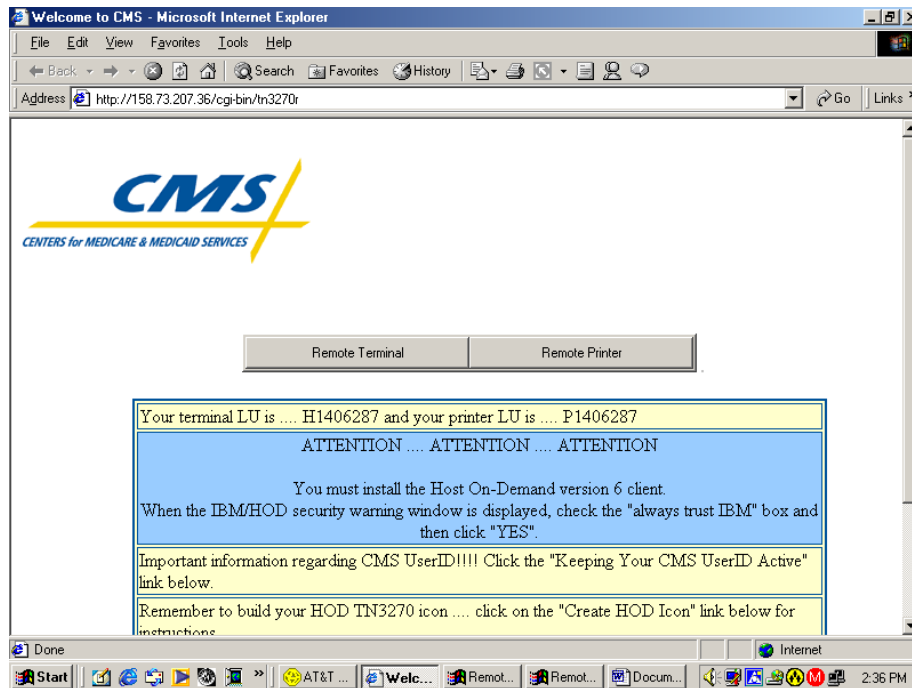 Welcome to CMS - Microsoft Internet Explorer
File Edit View Favorites Tools Help
Back Search Favorites History
Address http://158.73.207.36/cgi-bin/tn3270r Go Links
CMS
CENTERS for MEDICARE & MEDICAID SERVICES
Remote Terminal Remote Printer
Your terminal LU is .... H1406287 and your printer LU is .... P1406287
ATTENTION .... ATTENTION .... ATTENTION
You must install the Host On-Demand version 6 client.
When the IBM/HOD security warning window is displayed, check the "always trust IBM" box and
then click "YES".
Important information regarding CMS UserID!!!! Click the "Keeping Your CMS UserID Active"
link below.
Remember to build your HOD TN3270 icon .... click on the "Create HOD Icon" link below for
instructions
Done Internet
Start » AT&T ... Welc... Remot... Remot... Docum... 2:36 PM